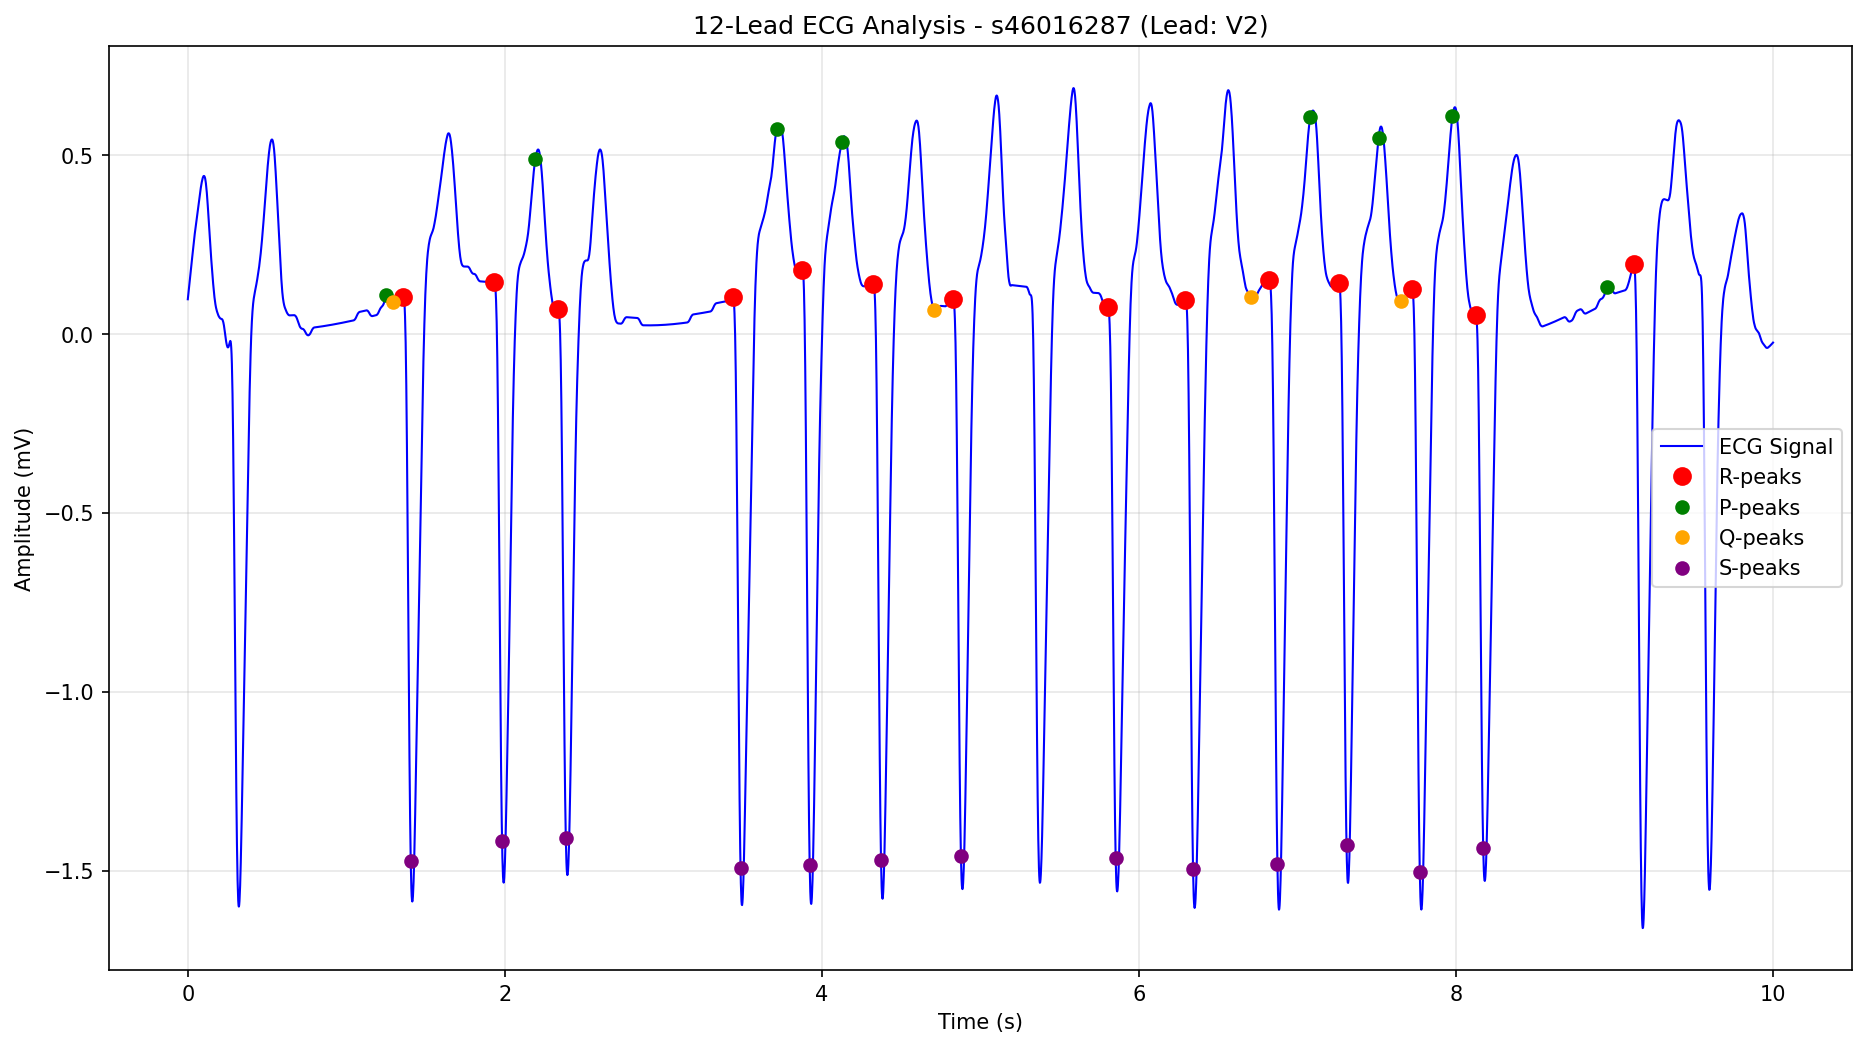 12-Lead ECG Analysis - s46016287 (Lead: V2)
Amplitude (mV)
0.5
0.0
−0.5
−1.0
−1.5
ECG Signal
R-peaks
P-peaks
Q-peaks
S-peaks
0 2 4 6 8 10
Time (s)